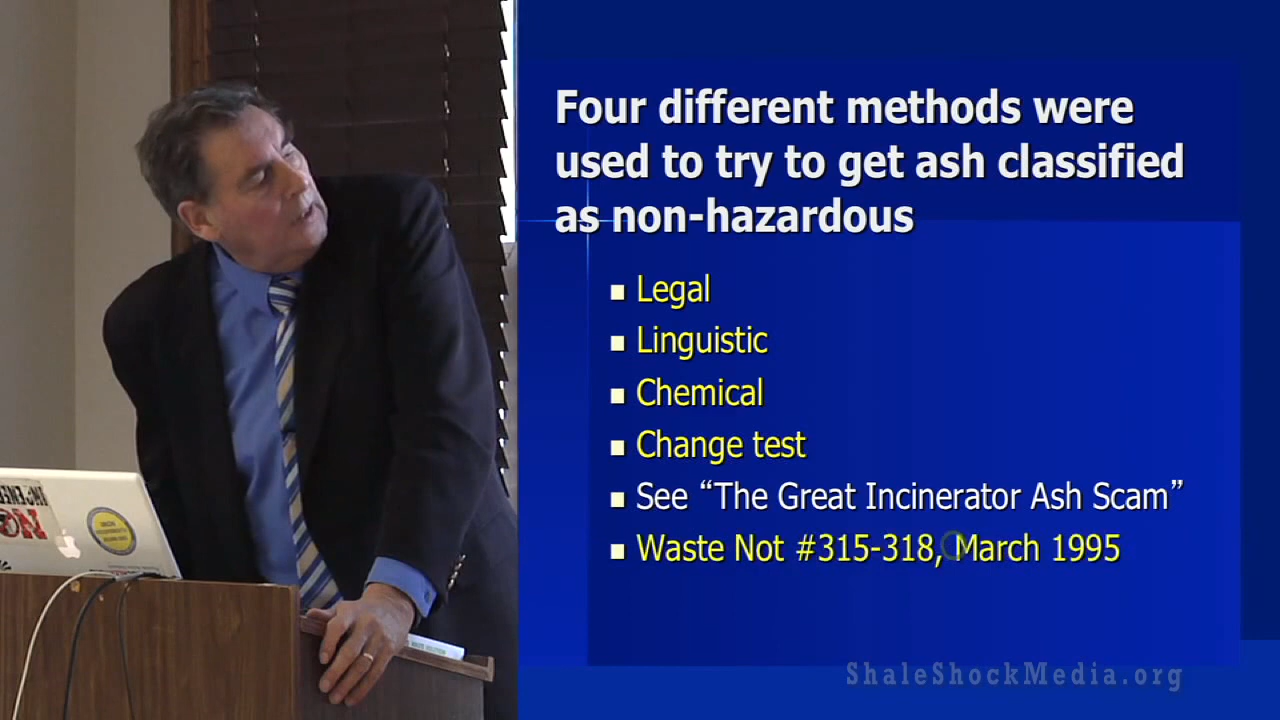 Four different methods were
used to try to get ash classified
as non-hazardous
Legal
Linguistic
Chemical
Change test
See “The Great Incinerator Ash Scam”
Waste Not #315-318, March 1995
ShaleShockMedia.org